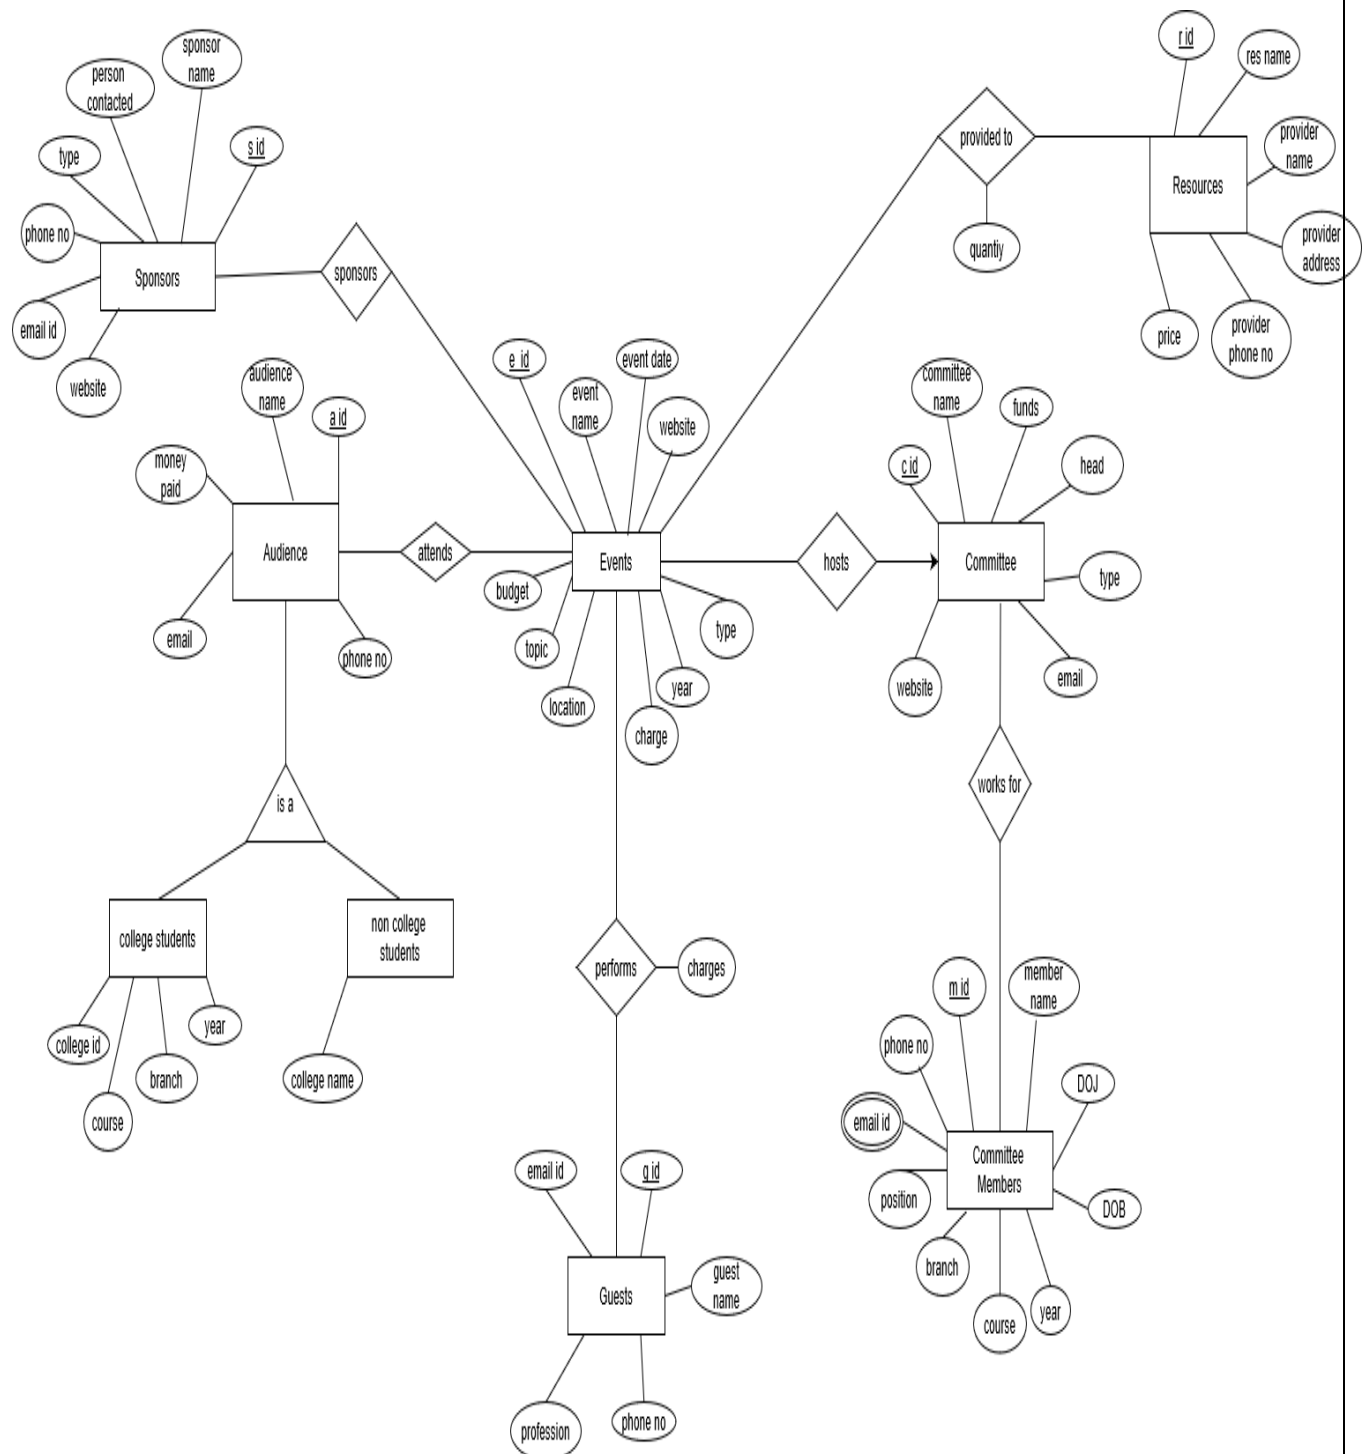 sponsor
name
person
contacted
type
s id
phone no
Sponsors
email id
website
sponsors
r id
res name
provided to
provider
name
Resources
quantiy
provider
address
price
provider
phone no
audience
name
a id
money
paid
Audience
email
phone no
attends
e id
event date
event
name
website
Events
budget
topic
location
charge
year
type
hosts
committee
name
funds
c id
head
Committee
type
website
email
works for
is a
college students
non college
students
college id
course
branch
year
college name
performs
charges
email id
g id
Guests
guest
name
profession
phone no
m id
member
name
phone no
DOJ
email id
Committee
Members
position
DOB
branch
course
year